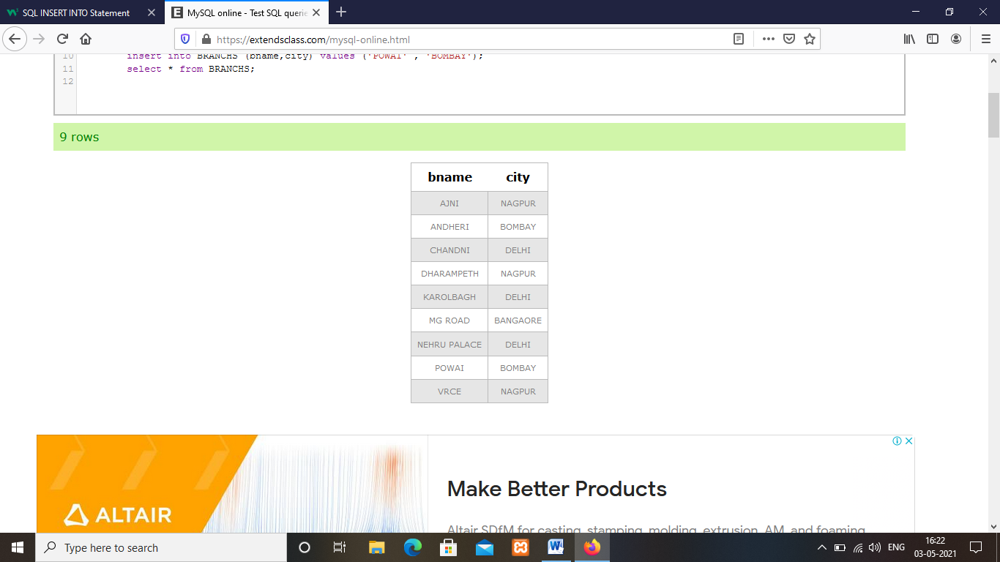 SQL INSERT INTO Statement
MySQL online - Test SQL querie
https://extendsclass.com/mysql-online.html
10 insert into BRANCHS (bname,city) values ('POWAI' , 'BOMBAY');
11 select * from BRANCHS;
12
9 rows
bname city
AJNI NAGPUR
ANDHERI BOMBAY
CHANDNI DELHI
DHARAMPETH NAGPUR
KAROLBAGH DELHI
MG ROAD BANGAORE
NEHRU PALACE DELHI
POWAI BOMBAY
VRCE NAGPUR
ALTAIR
Make Better Products
Altair SDfM for casting, stamping, molding, extrusion, AM, and foaming
Type here to search
ENG
16:22
03-05-2021